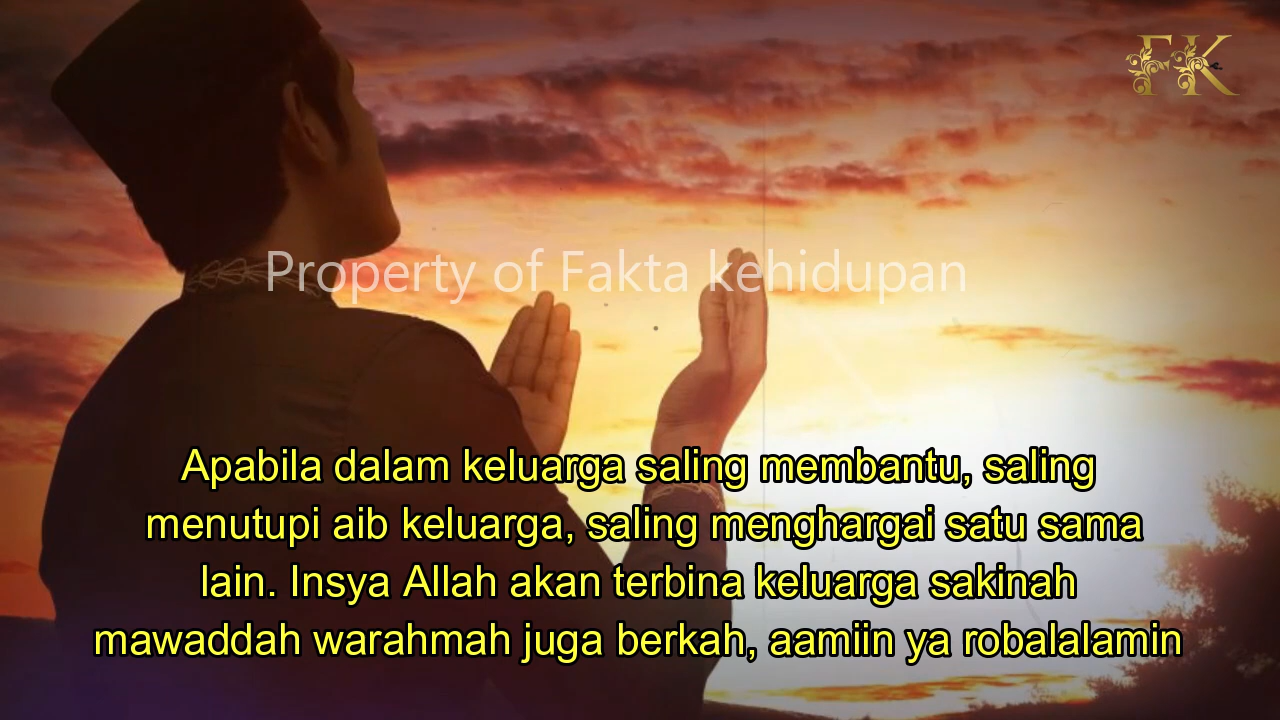 FK
Property of Fakta kehidupan
Apabila dalam keluarga saling membantu, saling
menutupi aib keluarga, saling menghargai satu sama
lain. Insya Allah akan terbina keluarga sakinah
mawaddah warahmah juga berkah, aamiin ya robalalamin